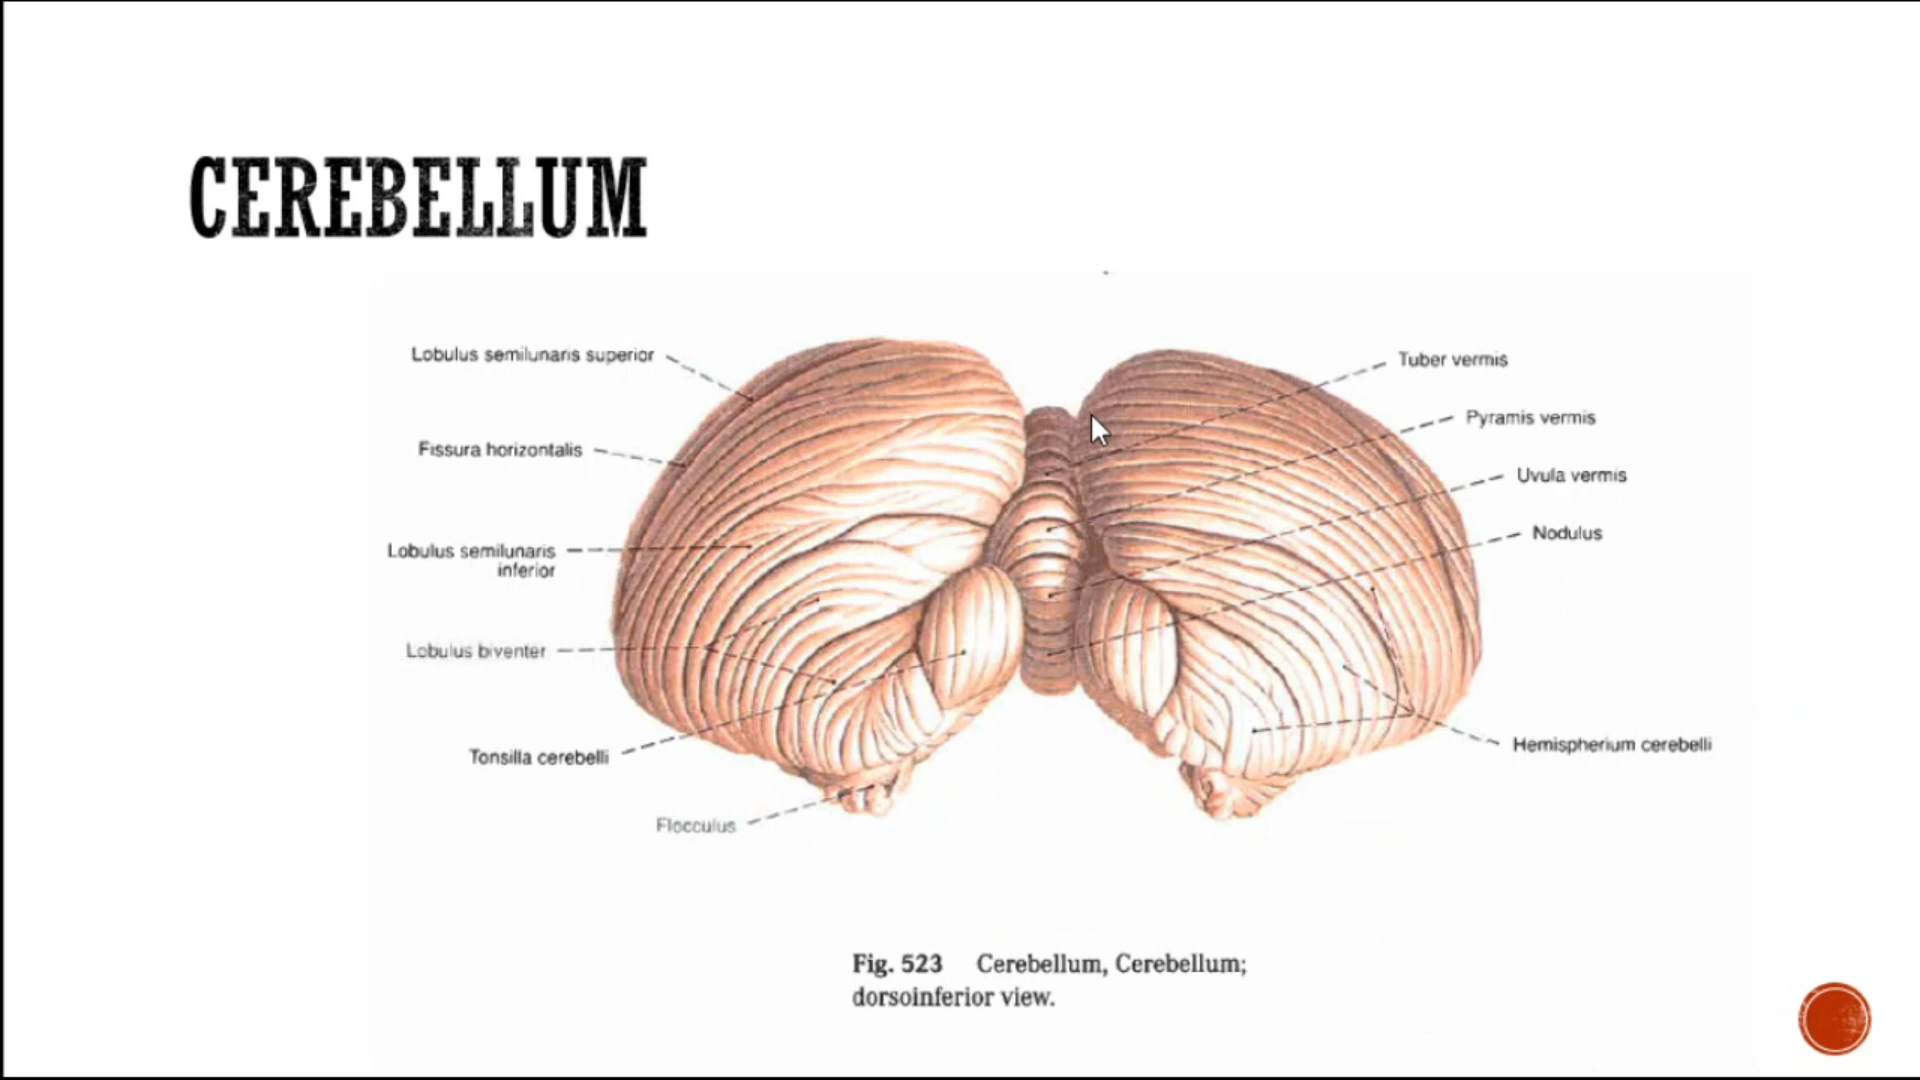 CEREBELLUM
Lobulus semilunaris superior
Fissura horizontalis
Lobulus semilunaris
inferior
Lobulus biventer
Tonsilla cerebelli
Flocculus
Tuber vermis
Pyramis vermis
Uvula vermis
Nodulus
Hemispherium cerebelli
Fig. 523 Cerebellum, Cerebellum;
dorsoinferior view.